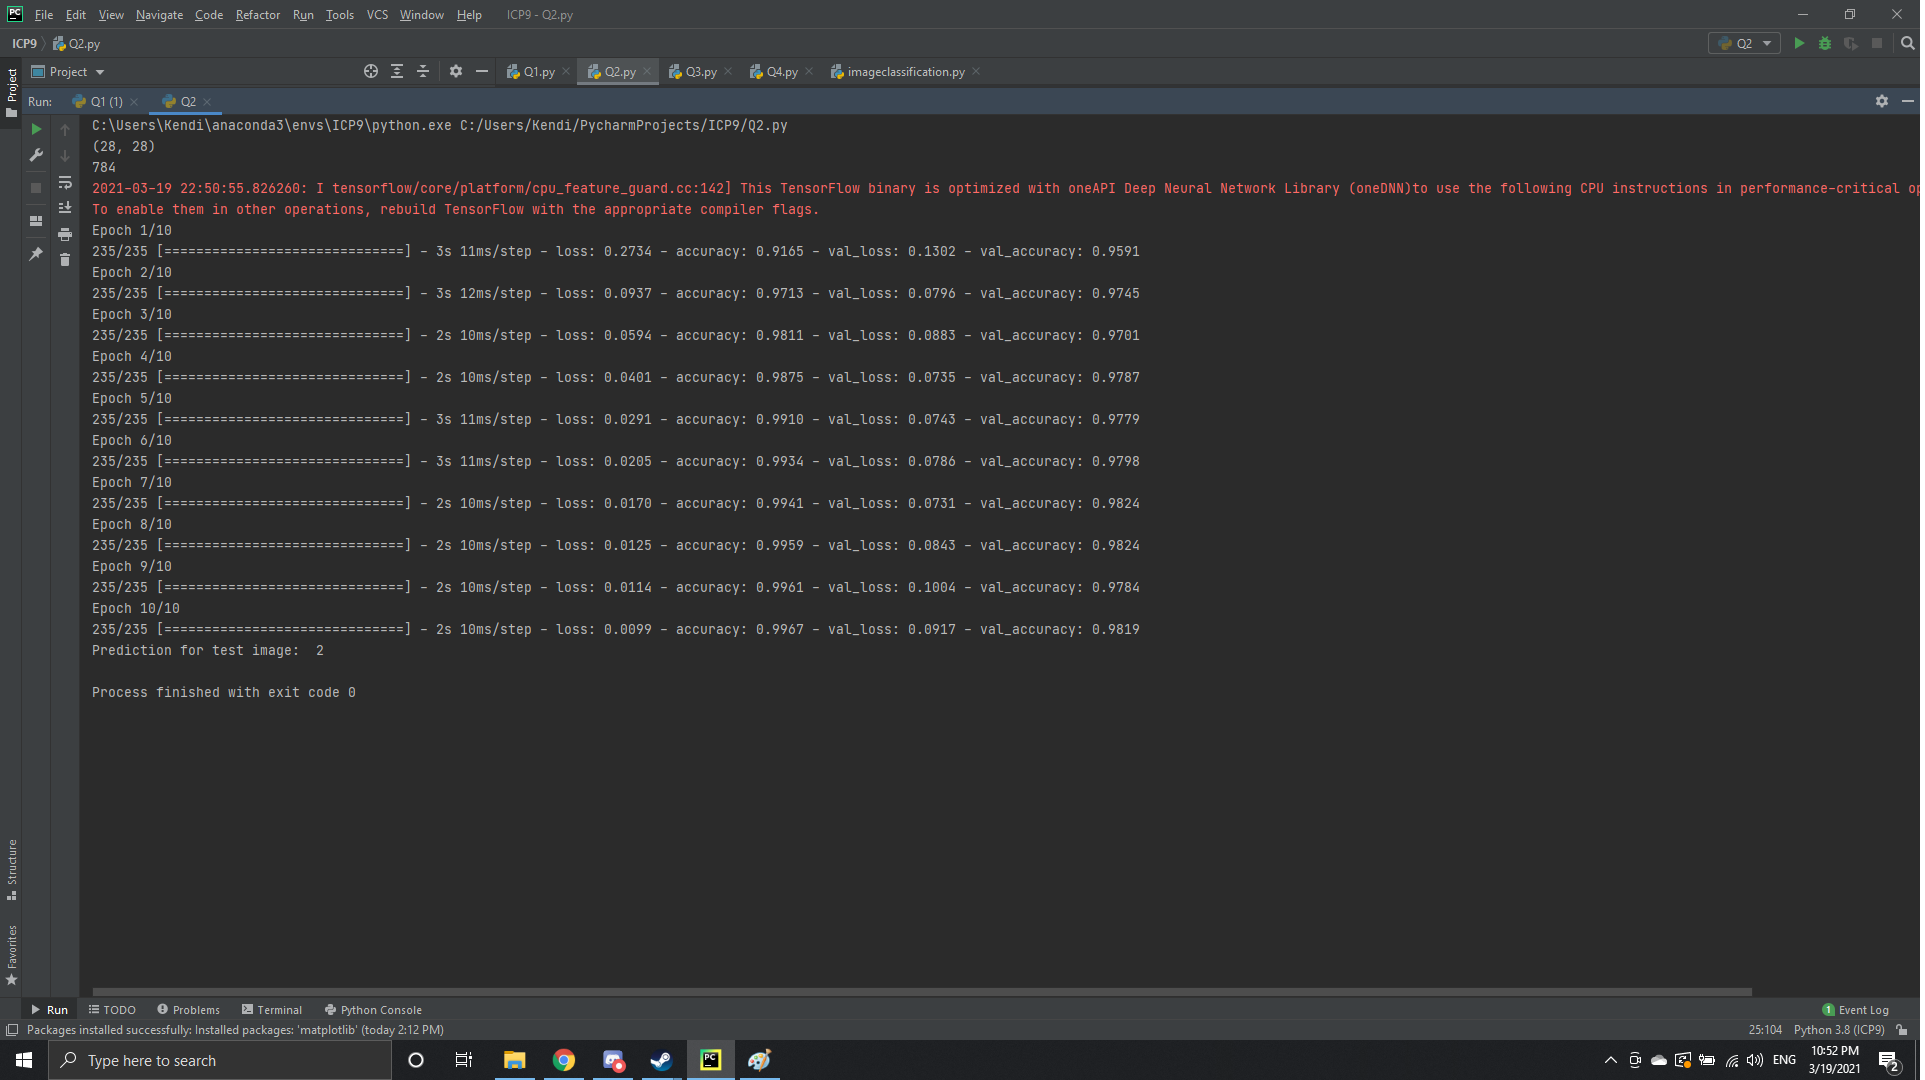 PC File Edit View Navigate Code Refactor Run Tools VCS Window Help ICP9 - Q2.py
ICP9 Q2.py Q2
Project Q1.py Q2.py Q3.py Q4.py imageclassification.py
Project
Run: Q1 (1) Q2
C:\Users\Kendi\anaconda3\envs\ICP9\python.exe C:/Users/Kendi/PycharmProjects/ICP9/Q2.py
(28, 28)
784
2021-03-19 22:50:55.826260: I tensorflow/core/platform/cpu_feature_guard.cc:142] This TensorFlow binary is optimized with oneAPI Deep Neural Network Library (oneDNN)to use the following CPU instructions in performance-critical op
To enable them in other operations, rebuild TensorFlow with the appropriate compiler flags.
Epoch 1/10
235/235 [==============================] - 3s 11ms/step - loss: 0.2734 - accuracy: 0.9165 - val_loss: 0.1302 - val_accuracy: 0.9591
Epoch 2/10
235/235 [==============================] - 3s 12ms/step - loss: 0.0937 - accuracy: 0.9713 - val_loss: 0.0796 - val_accuracy: 0.9745
Epoch 3/10
235/235 [==============================] - 2s 10ms/step - loss: 0.0594 - accuracy: 0.9811 - val_loss: 0.0883 - val_accuracy: 0.9701
Epoch 4/10
235/235 [==============================] - 2s 10ms/step - loss: 0.0401 - accuracy: 0.9875 - val_loss: 0.0735 - val_accuracy: 0.9787
Epoch 5/10
235/235 [==============================] - 3s 11ms/step - loss: 0.0291 - accuracy: 0.9910 - val_loss: 0.0743 - val_accuracy: 0.9779
Epoch 6/10
235/235 [==============================] - 3s 11ms/step - loss: 0.0205 - accuracy: 0.9934 - val_loss: 0.0786 - val_accuracy: 0.9798
Epoch 7/10
235/235 [==============================] - 2s 10ms/step - loss: 0.0170 - accuracy: 0.9941 - val_loss: 0.0731 - val_accuracy: 0.9824
Epoch 8/10
235/235 [==============================] - 2s 10ms/step - loss: 0.0125 - accuracy: 0.9959 - val_loss: 0.0843 - val_accuracy: 0.9824
Epoch 9/10
235/235 [==============================] - 2s 10ms/step - loss: 0.0114 - accuracy: 0.9961 - val_loss: 0.1004 - val_accuracy: 0.9784
Epoch 10/10
235/235 [==============================] - 2s 10ms/step - loss: 0.0099 - accuracy: 0.9967 - val_loss: 0.0917 - val_accuracy: 0.9819
Prediction for test image:  2
Process finished with exit code 0
Structure
Favorites
Run TODO Problems Terminal Python Console 1 Event Log
Packages installed successfully: Installed packages: 'matplotlib' (today 2:12 PM) 25:104 Python 3.8 (ICP9)
Type here to search PC ENG 10:52 PM
3/19/2021 2